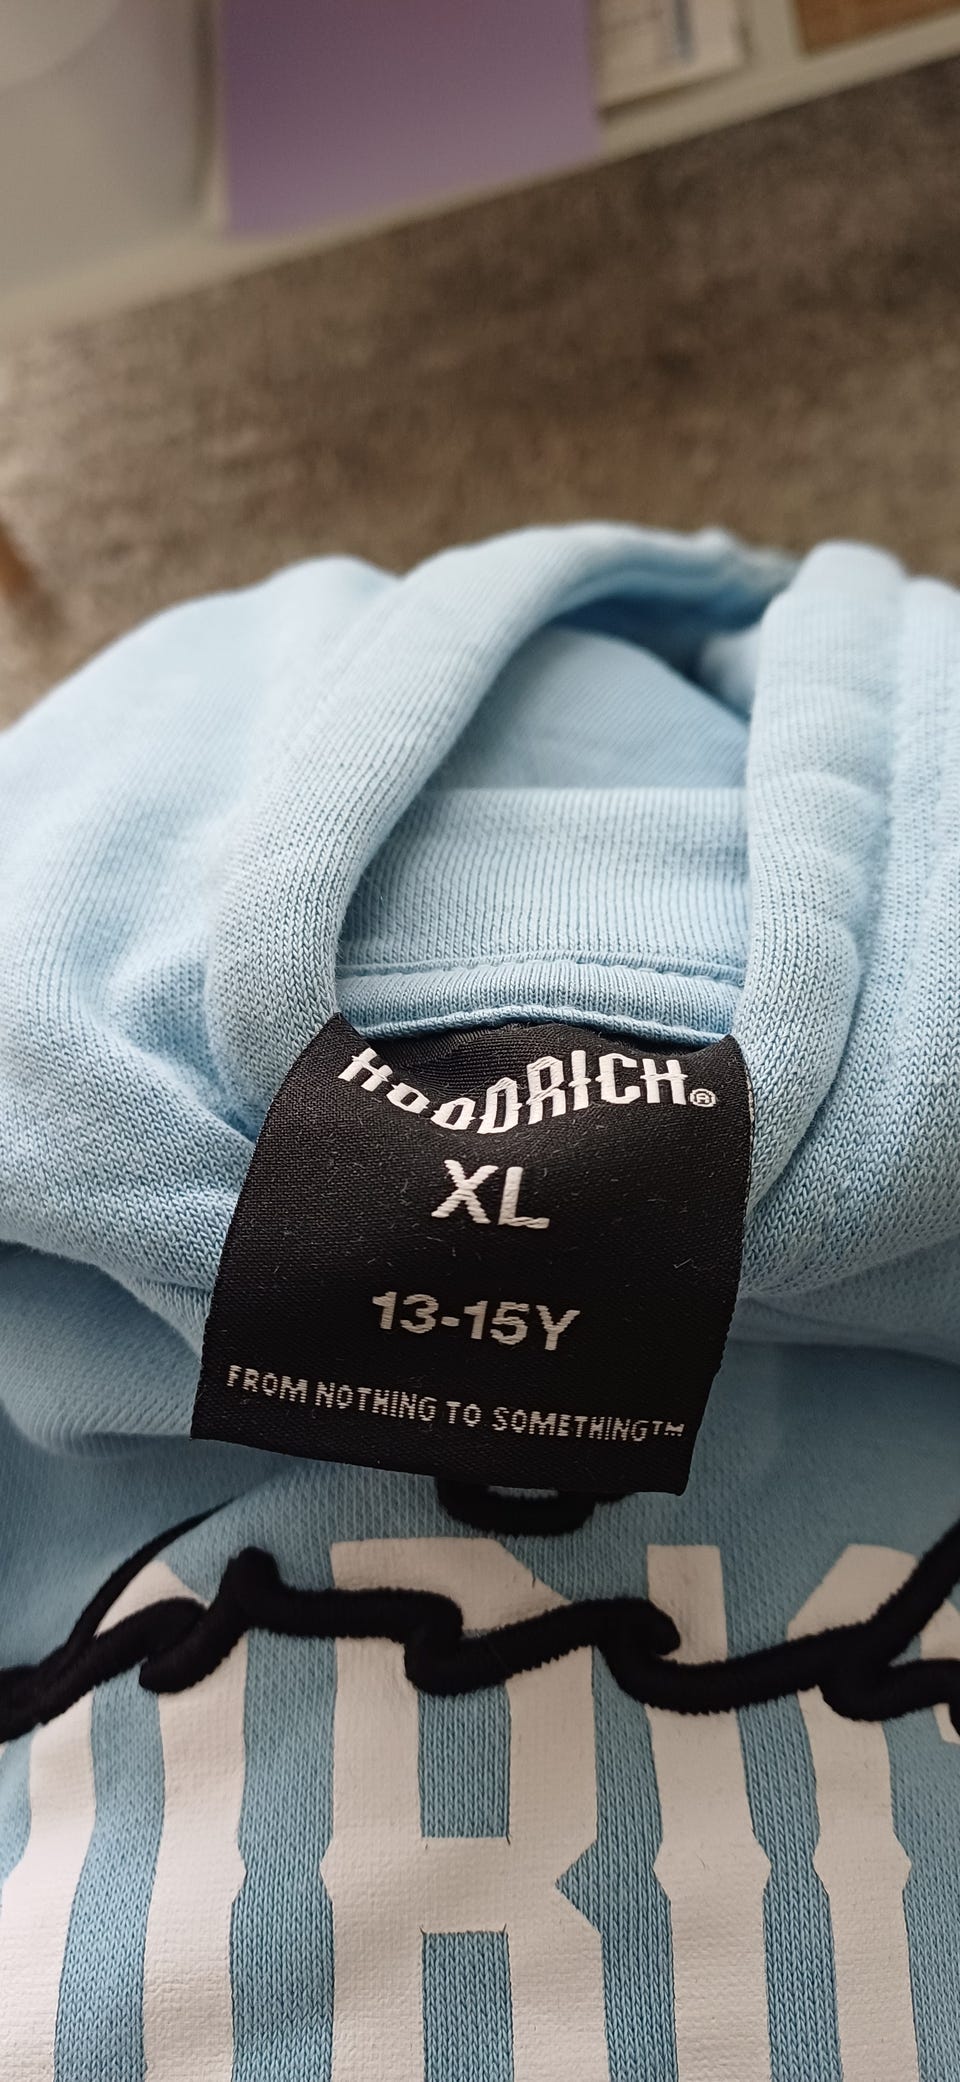 HOODRICH®
XL
13-15Y
FROM NOTHING TO SOMETHING™